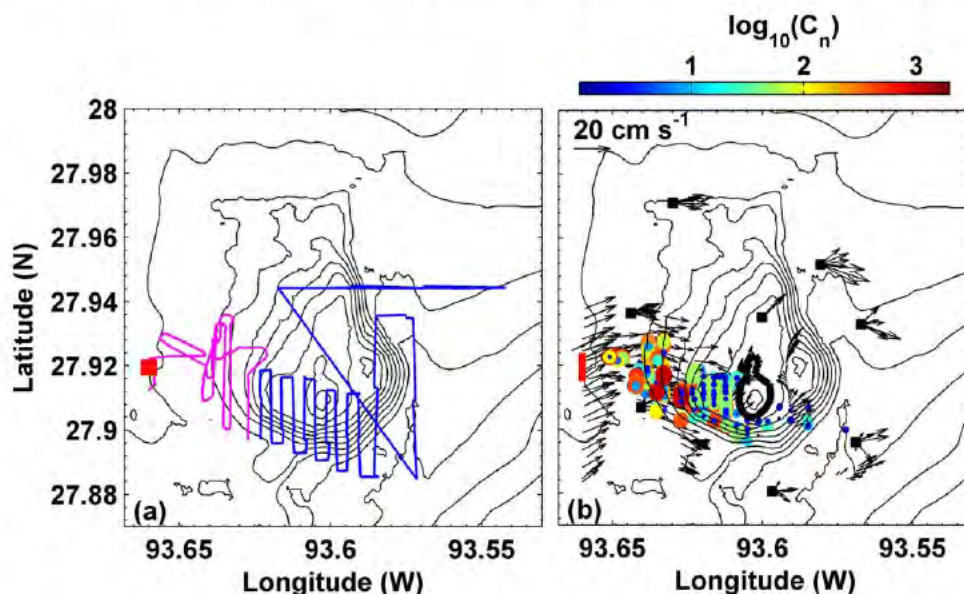 log10(Cn)
1 2 3
28
27.98
27.96
27.94
27.92
27.9
27.88
Latitude (N)
(a)
93.65 93.6 93.55
Longitude (W)
20 cm s-1
(b)
93.65 93.6 93.55
Longitude (W)